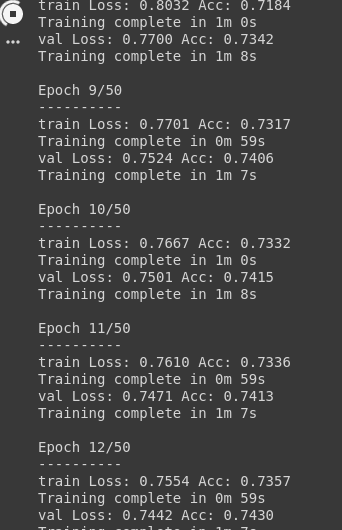 train Loss: 0.8032 Acc: 0.7184
Training complete in 1m 0s
val Loss: 0.7700 Acc: 0.7342
Training complete in 1m 8s
Epoch 9/50
----------
train Loss: 0.7701 Acc: 0.7317
Training complete in 0m 59s
val Loss: 0.7524 Acc: 0.7406
Training complete in 1m 7s
Epoch 10/50
----------
train Loss: 0.7667 Acc: 0.7332
Training complete in 1m 0s
val Loss: 0.7501 Acc: 0.7415
Training complete in 1m 8s
Epoch 11/50
----------
train Loss: 0.7610 Acc: 0.7336
Training complete in 0m 59s
val Loss: 0.7471 Acc: 0.7413
Training complete in 1m 7s
Epoch 12/50
----------
train Loss: 0.7554 Acc: 0.7357
Training complete in 0m 59s
val Loss: 0.7442 Acc: 0.7430
Training complete in 1m 7s